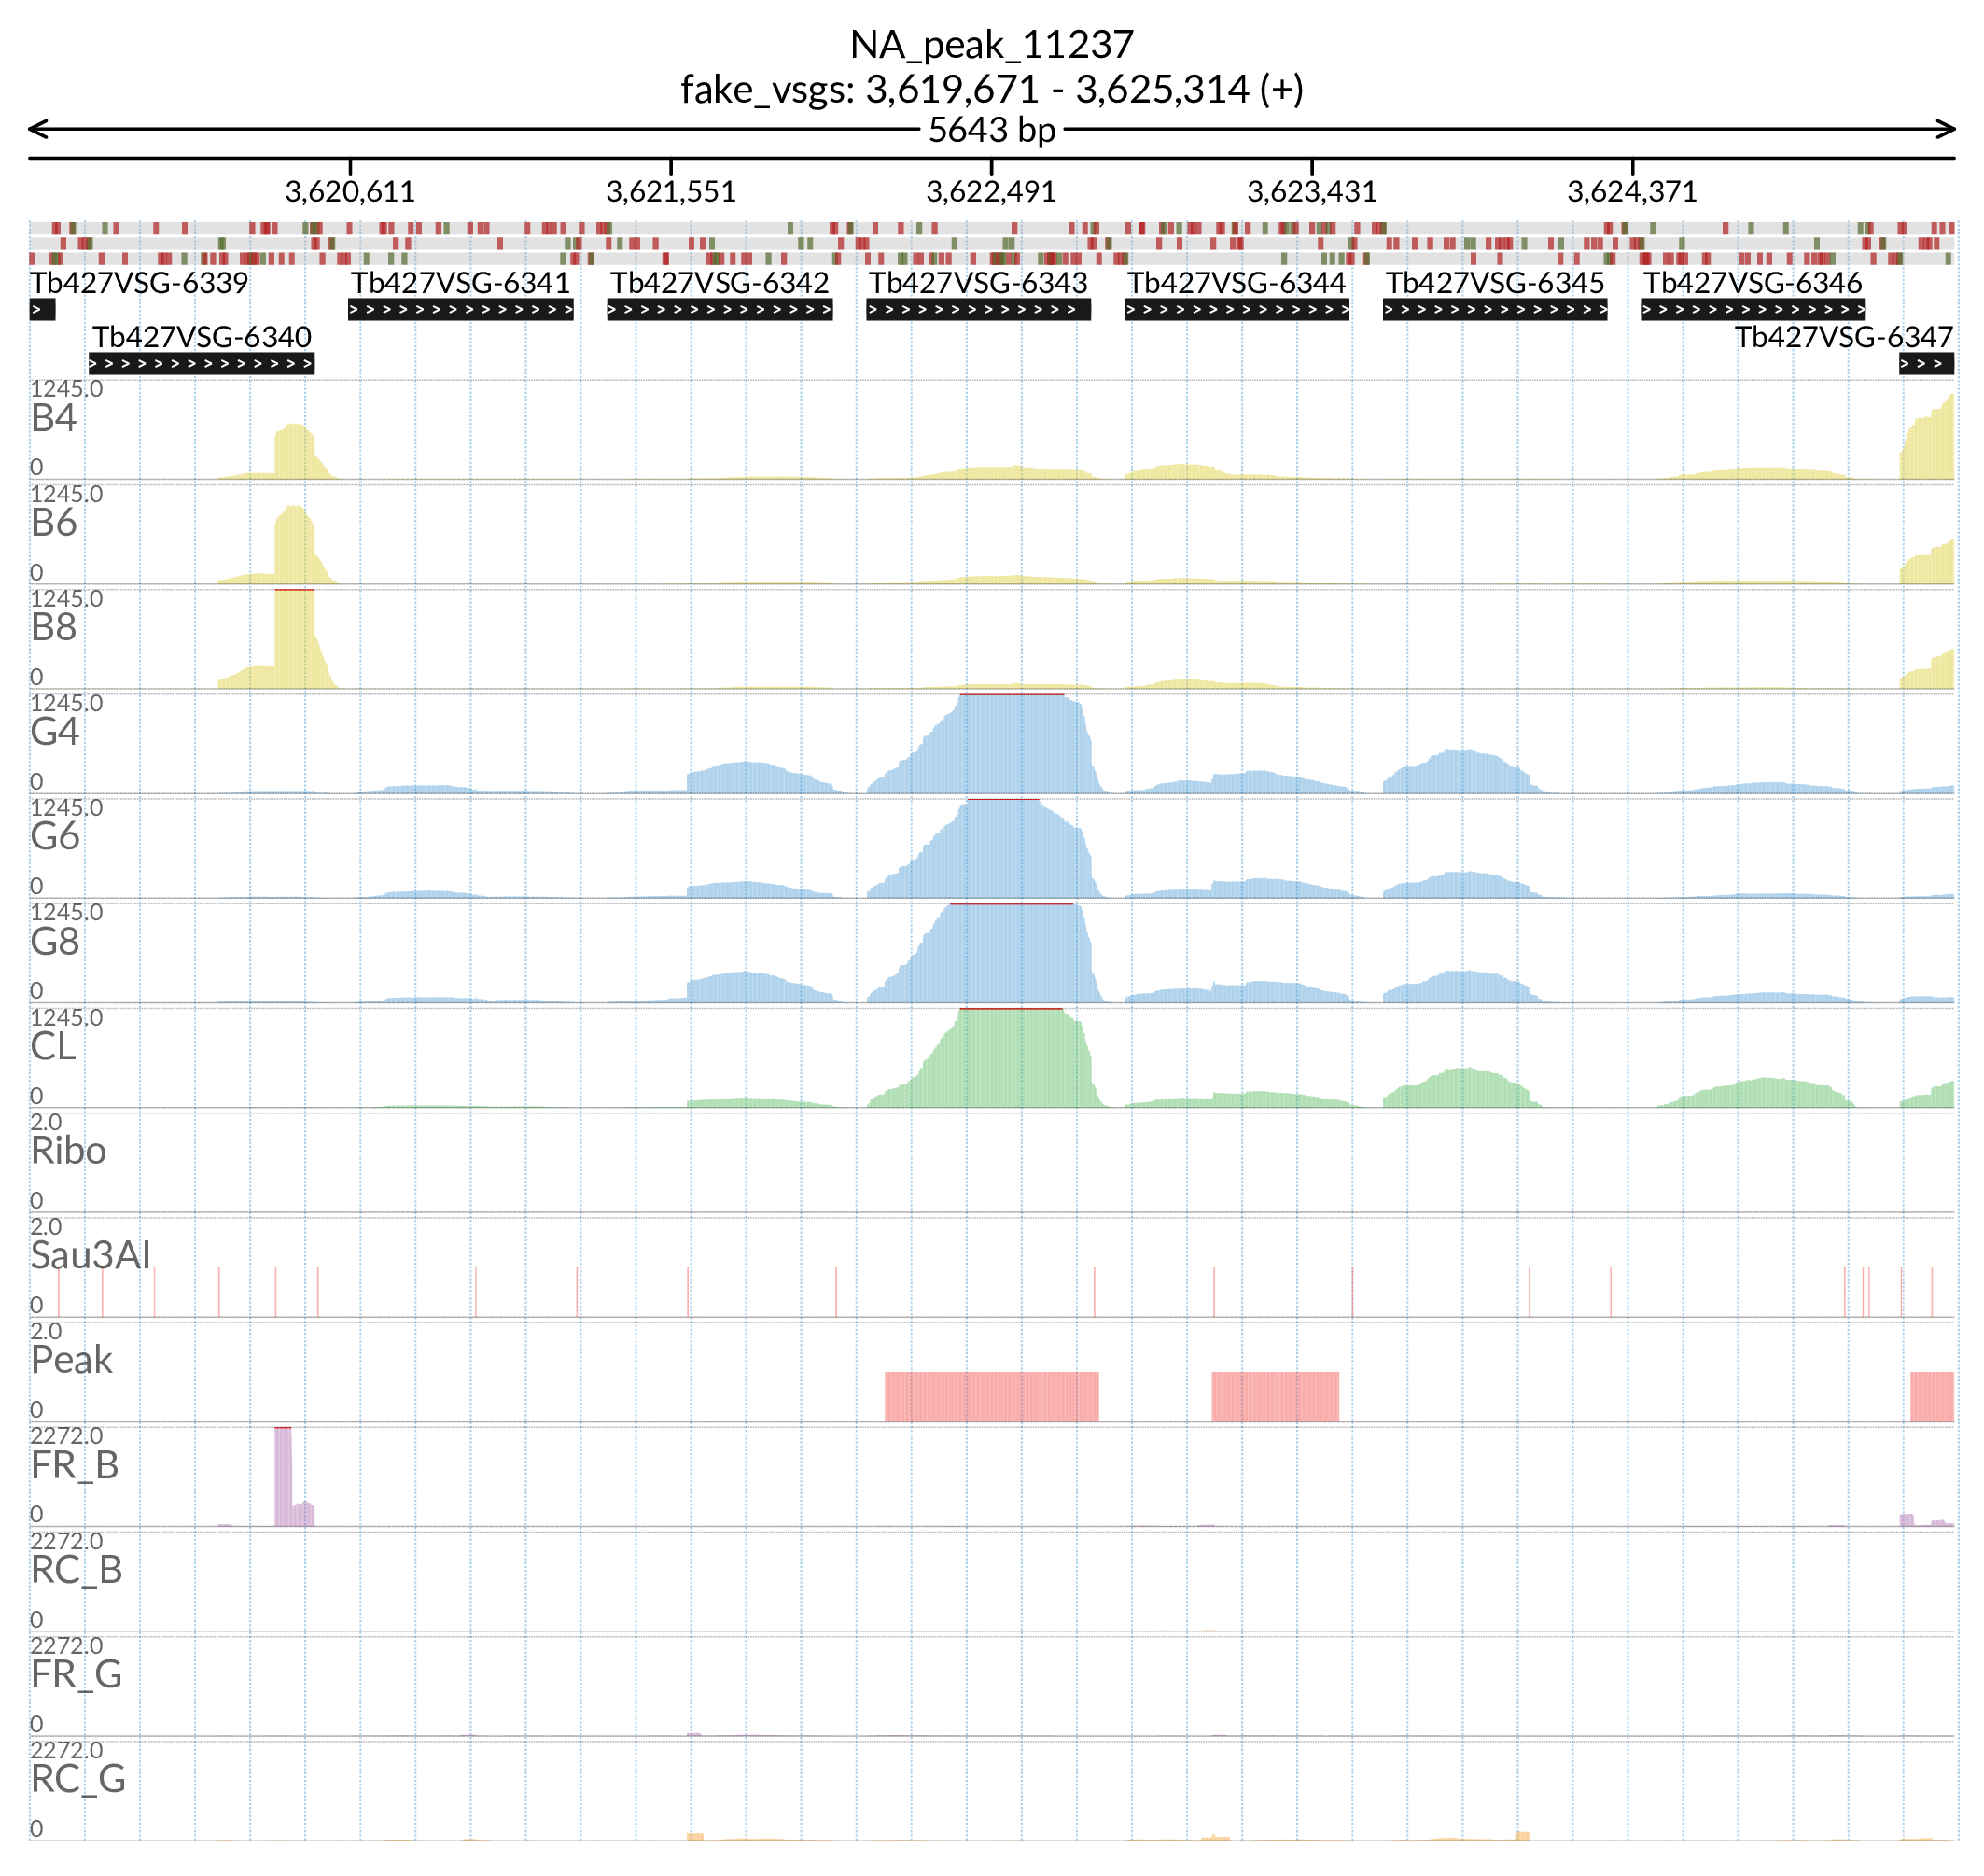 NA_peak_11237
fake_vsgs: 3,619,671 - 3,625,314 (+)
5643 bp
3,620,611 3,621,551 3,622,491 3,623,431 3,624,371
Tb427VSG-6339 Tb427VSG-6341 Tb427VSG-6342 Tb427VSG-6343 Tb427VSG-6344 Tb427VSG-6345 Tb427VSG-6346
Tb427VSG-6340 Tb427VSG-6347
1245.0
B4
0
1245.0
B6
0
1245.0
B8
0
1245.0
G4
0
1245.0
G6
0
1245.0
G8
0
1245.0
CL
0
2.0
Ribo
0
2.0
Sau3AI
0
2.0
Peak
0
2272.0
FR_B
0
2272.0
RC_B
0
2272.0
FR_G
0
2272.0
RC_G
0